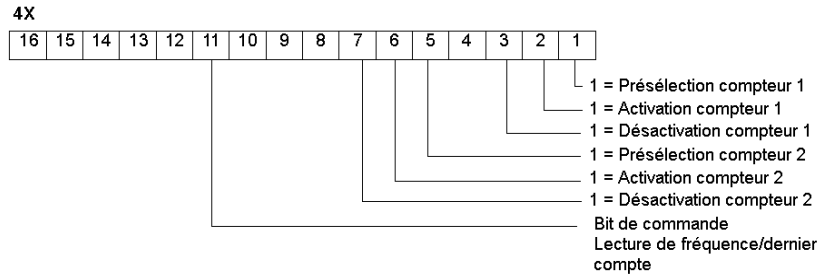 4X
16 15 14 13 12 11 10 9 8 7 6 5 4 3 2 1
1 = Présélection compteur 1
1 = Activation compteur 1
1 = Désactivation compteur 1
1 = Présélection compteur 2
1 = Activation compteur 2
1 = Désactivation compteur 2
Bit de commande
Lecture de fréquence/dernier
compte